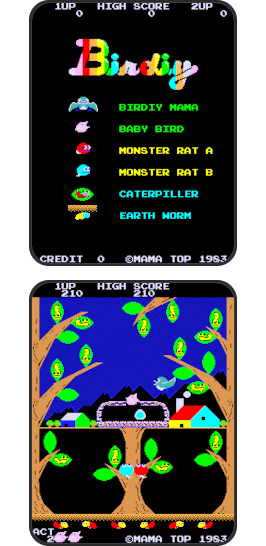 1UP HIGH SCORE 2UP
0 0 0
Birdiy
BIRDIY MAMA
BABY BIRD
MONSTER RAT A
MONSTER RAT B
CATERPILLER
EARTH WORM
CREDIT 0 ©MAMA TOP 1983
1UP HIGH SCORE
210 210
ACT
2 ©MAMA TOP 1983